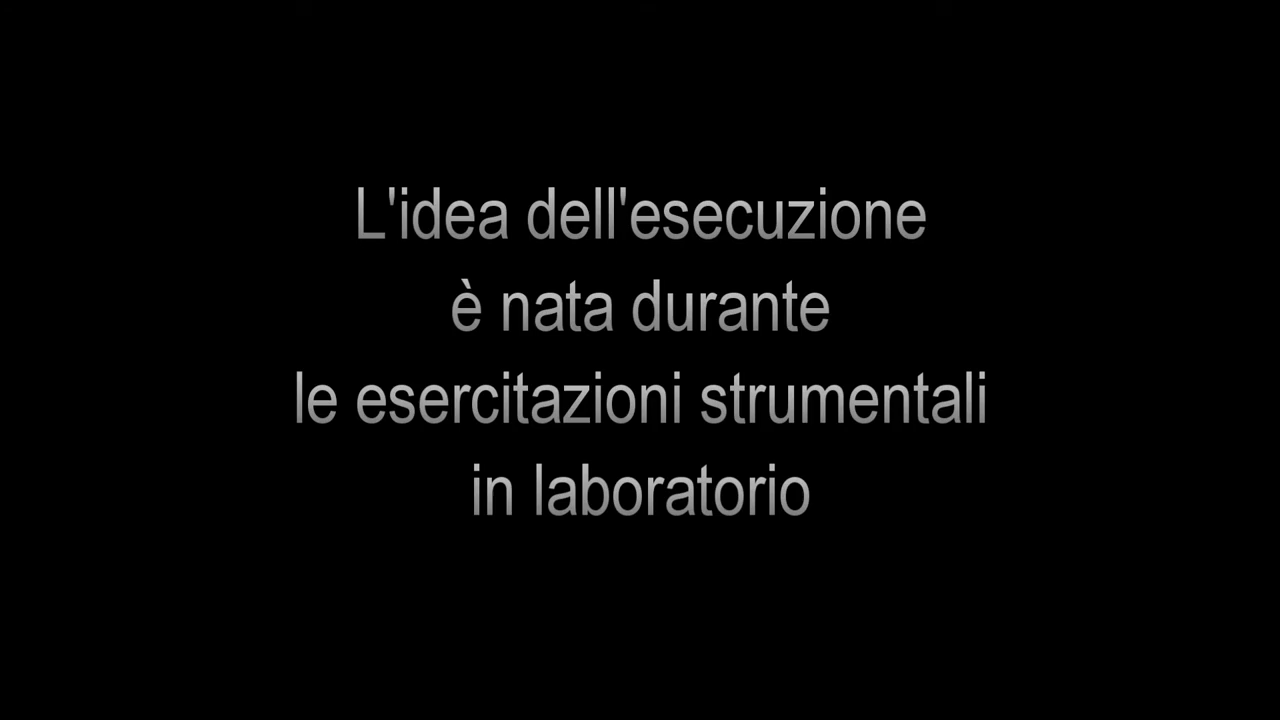 L'idea dell'esecuzione
è nata durante
le esercitazioni strumentali
in laboratorio